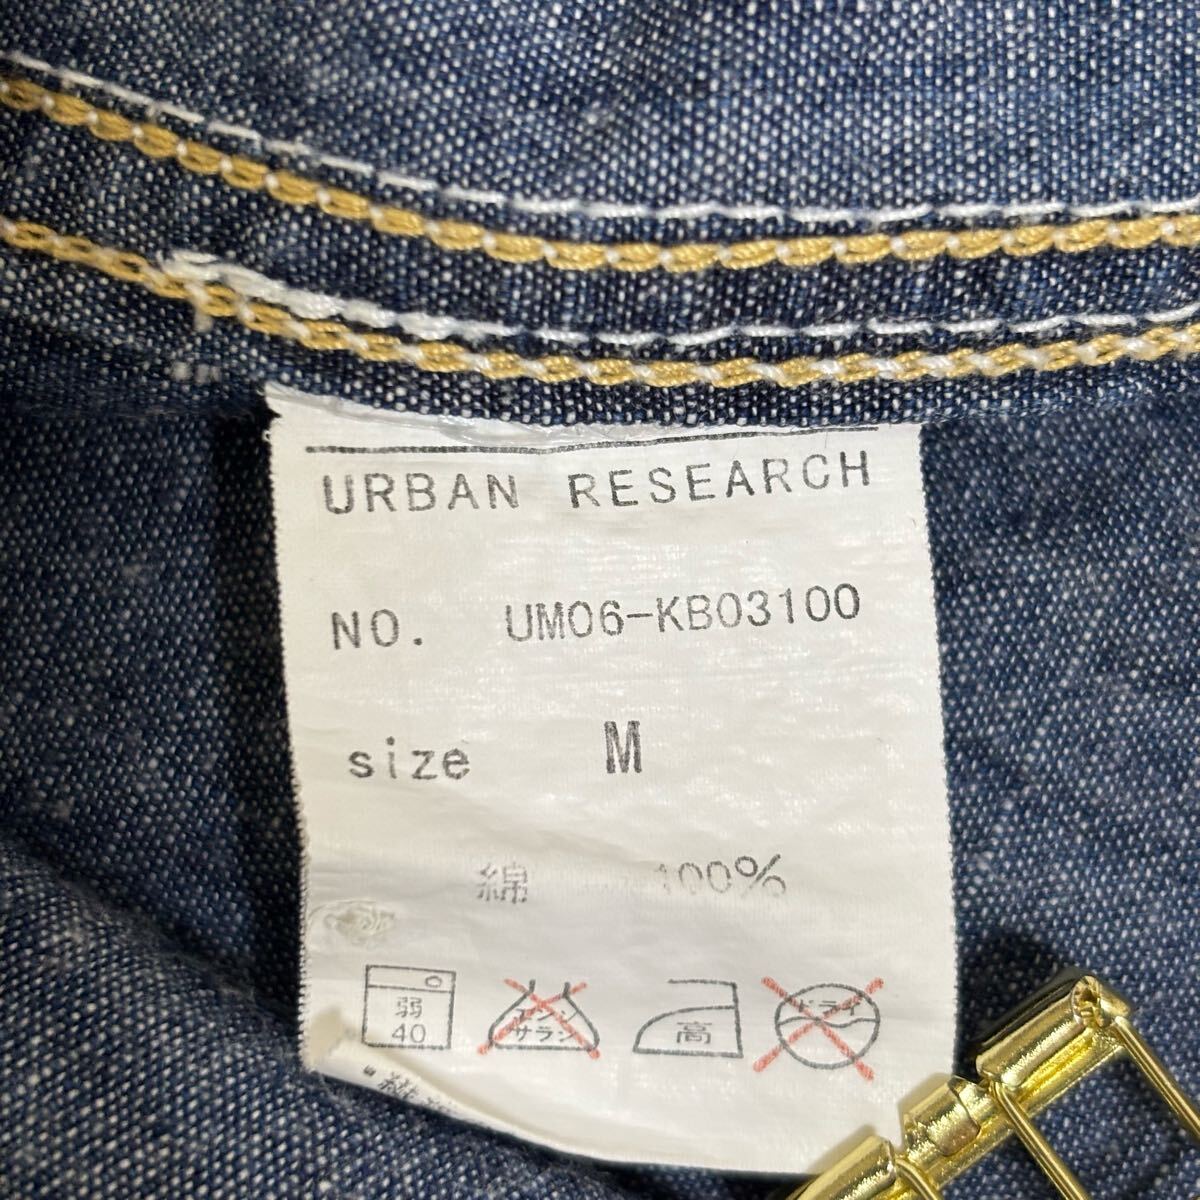 URBAN RESEARCH
NO. UM06-KB03100
size M
綿 100%
弱
40
エンソ
サラシ
高
ドライ